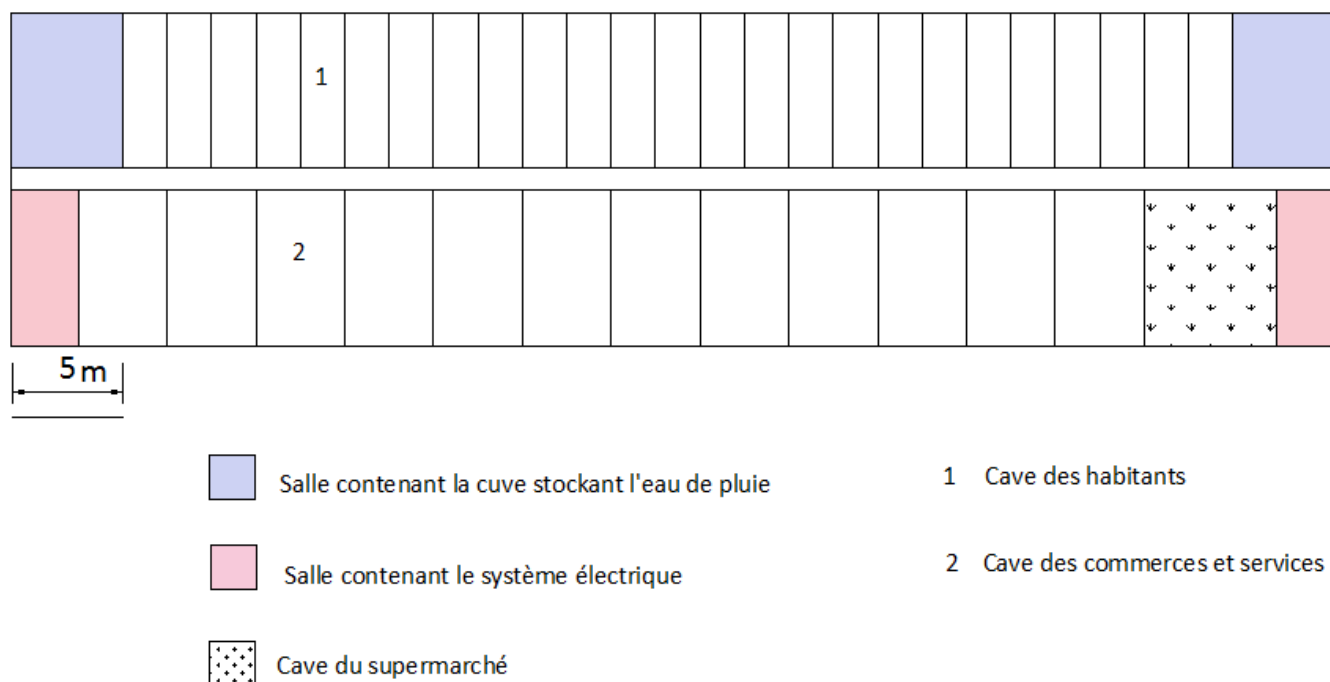 1
2
5 m
Salle contenant la cuve stockant l'eau de pluie
1 Cave des habitants
Salle contenant le système électrique
2 Cave des commerces et services
Cave du supermarché